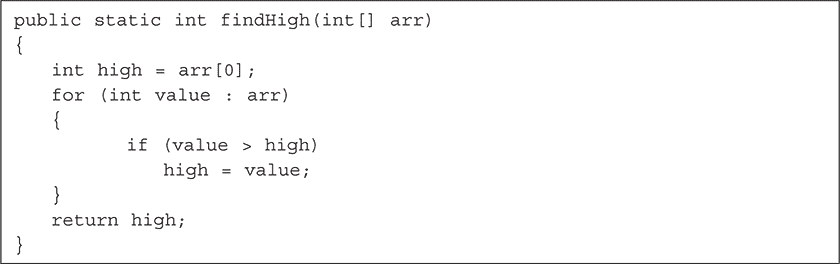 public static int findHigh(int[] arr)
{
   int high = arr[0];
   for (int value : arr)
   {
         if (value > high)
            high = value;
   }
   return high;
}